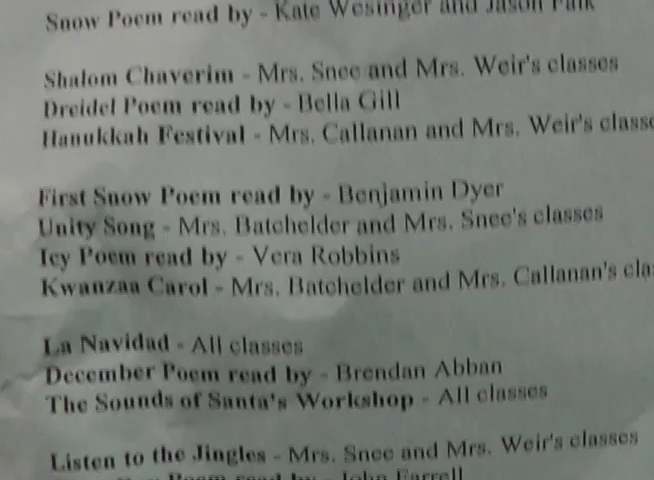 Snow Poem read by - Kate Wesinger and Jason
Shalom Chaverim - Mrs. Snee and Mrs. Weir's classes
Dreidel Poem read by - Bella Gill
Hanukkah Festival - Mrs. Callanan and Mrs. Weir's classe
First Snow Poem read by - Benjamin Dyer
Unity Song - Mrs. Batchelder and Mrs. Snee's classes
Icy Poem read by - Vera Robbins
Kwanzaa Carol - Mrs. Batchelder and Mrs. Callanan's clas
La Navidad - All classes
December Poem read by - Brendan Abban
The Sounds of Santa's Workshop - All classes
Listen to the Jingles - Mrs. Snee and Mrs. Weir's classes
Poem read by - John Farrell